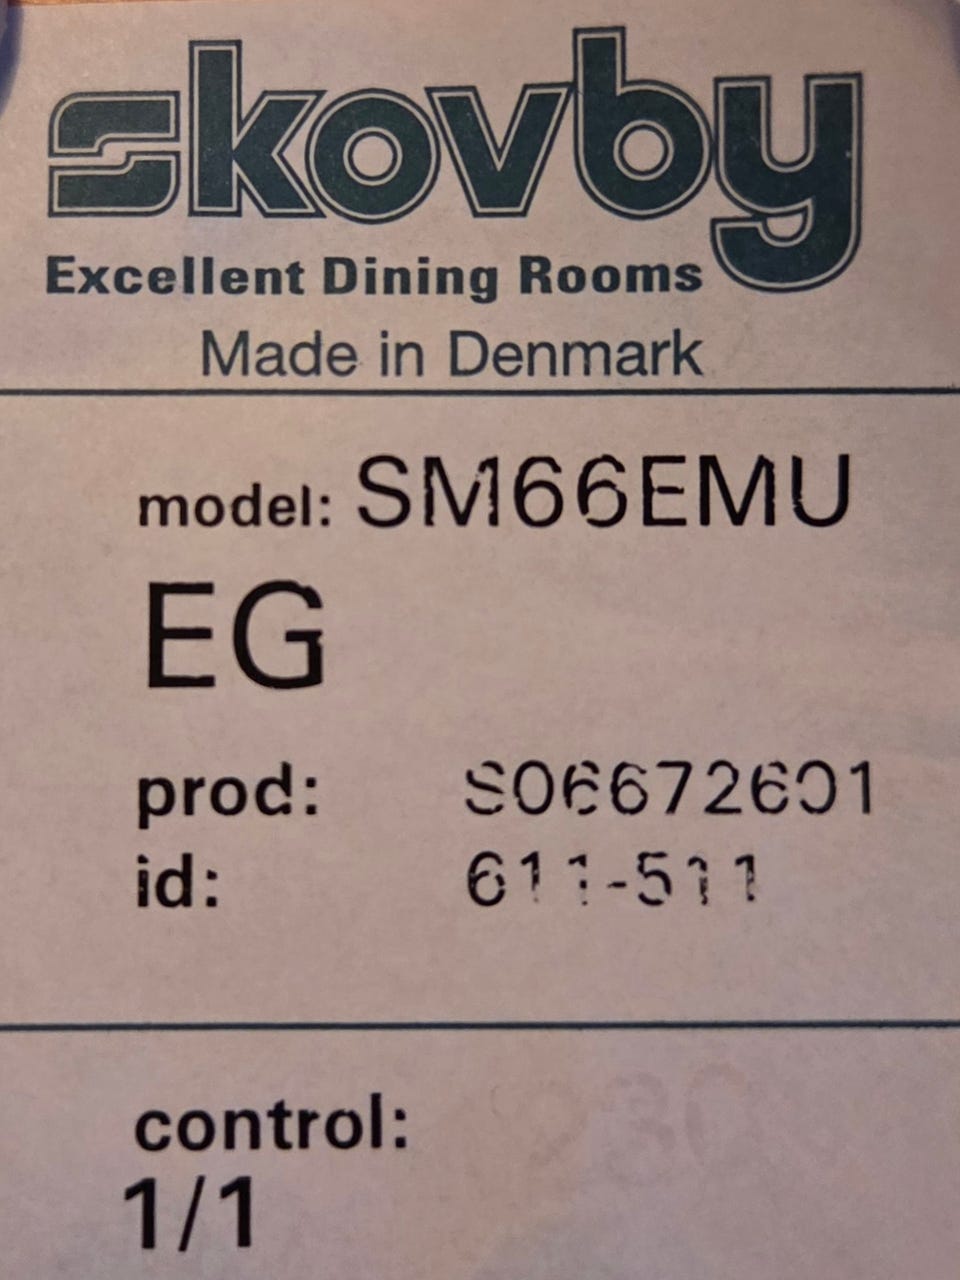 skovby
Excellent Dining Rooms
Made in Denmark
model: SM66EMU
EG
prod: S06672601
id: 611-511
control:
1/1